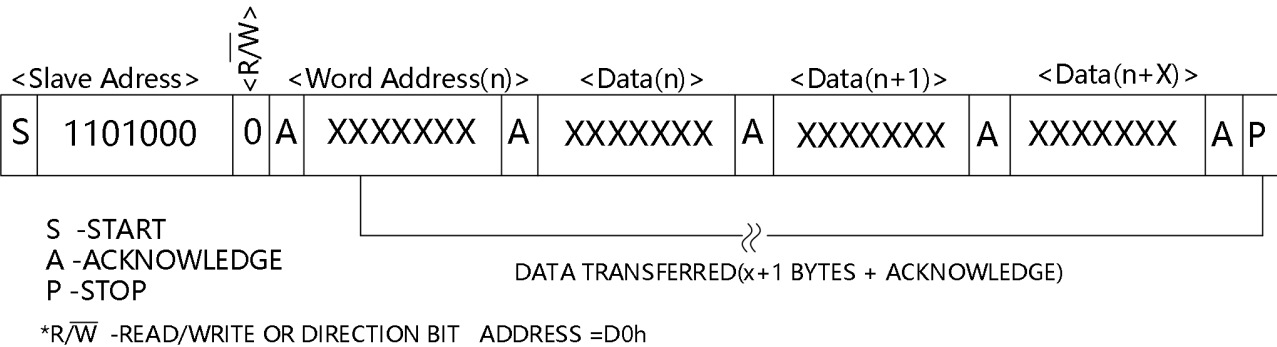 <R/W>
<Slave Adress> <Word Address(n)> <Data(n)> <Data(n+1)> <Data(n+X)>
S 1101000 0 A XXXXXXX A XXXXXXX A XXXXXXX A XXXXXXX A P
S -START
A -ACKNOWLEDGE
P -STOP
DATA TRANSFERRED(x+1 BYTES + ACKNOWLEDGE)
*R/W -READ/WRITE OR DIRECTION BIT ADDRESS =D0h